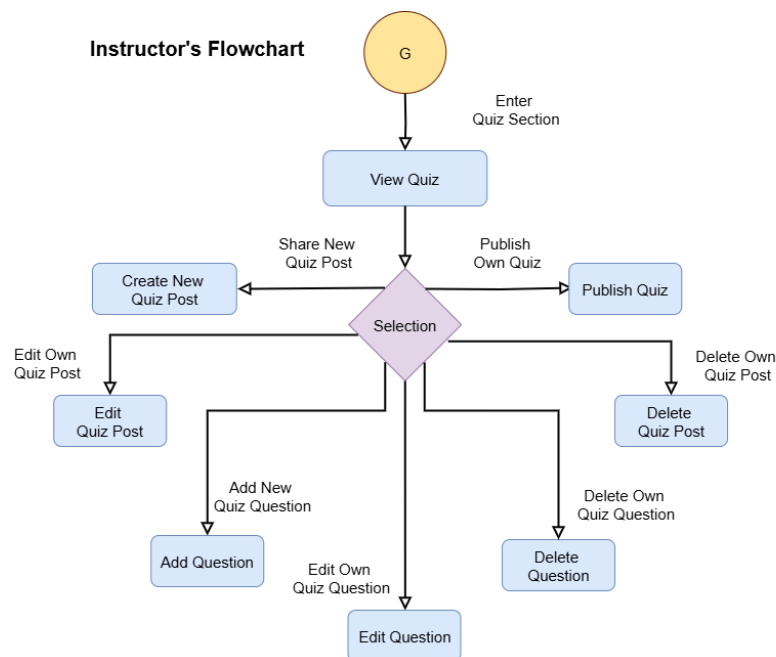 Instructor's Flowchart
G
Enter
Quiz Section
View Quiz
Share New
Quiz Post
Publish
Own Quiz
Create New
Quiz Post
Publish Quiz
Selection
Edit Own
Quiz Post
Delete Own
Quiz Post
Edit
Quiz Post
Delete
Quiz Post
Add New
Quiz Question
Delete Own
Quiz Question
Add Question
Delete
Question
Edit Own
Quiz Question
Edit Question